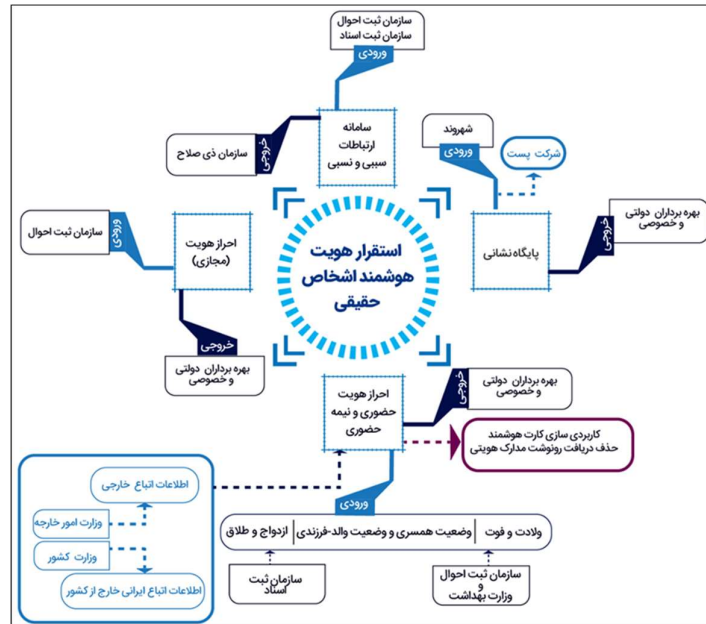 سازمان ثبت احوال
سازمان ثبت اسناد
ورودی
سامانه
ارتباطات
سببی و نسبی
خروجی
سازمان ذی صلاح
شهروند
ورودی
شرکت پست
پایگاه نشانی
خروجی
بهره برداران دولتی
و خصوصی
استقرار هویت
هوشمند اشخاص
حقیقی
احراز هویت
(مجازی)
ورودی
سازمان ثبت احوال
خروجی
بهره برداران دولتی
و خصوصی
احراز هویت
حضوری و نیمه
حضوری
خروجی
بهره برداران دولتی
و خصوصی
کاربردی سازی کارت هوشمند
حذف دریافت رونوشت مدارک هویتی
ورودی
ولادت و فوت | وضعیت همسری و وضعیت والد-فرزندی | ازدواج و طلاق
سازمان ثبت احوال
و
وزارت بهداشت
سازمان ثبت
اسناد
اطلاعات اتباع خارجی
وزارت امور خارجه
وزارت کشور
اطلاعات اتباع ایرانی خارج از کشور